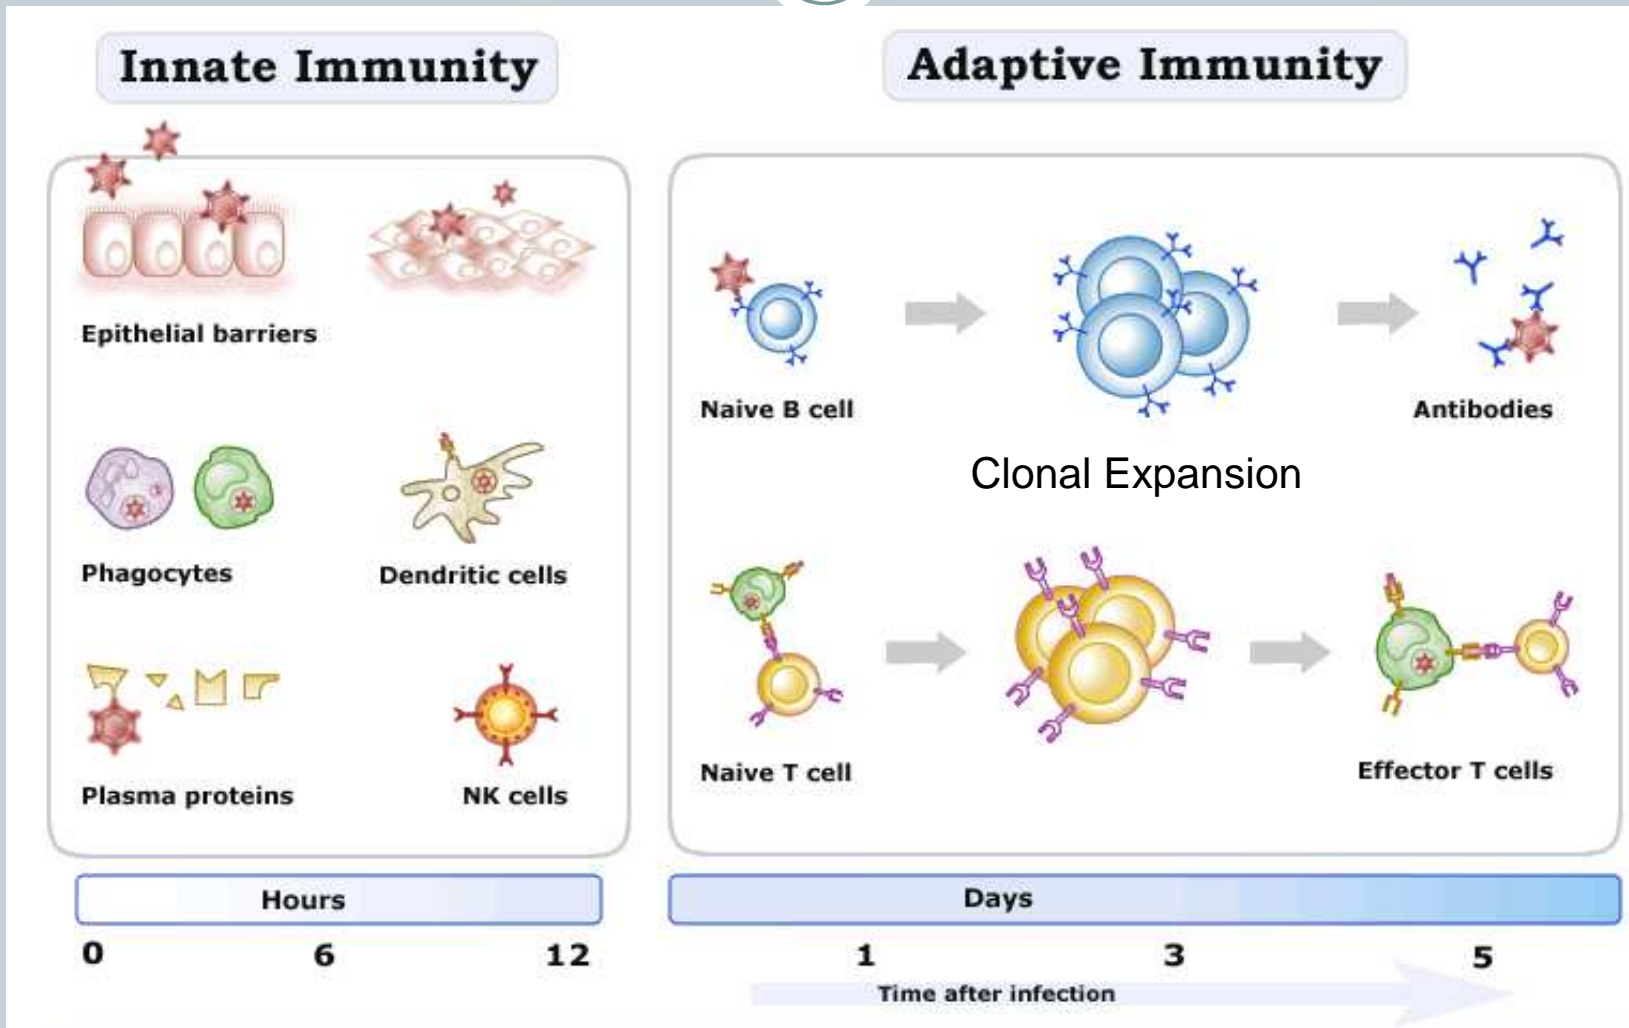 Innate Immunity
Adaptive Immunity
Epithelial barriers
Phagocytes
Dendritic cells
Plasma proteins
NK cells
Naive B cell
Antibodies
Clonal Expansion
Naive T cell
Effector T cells
Hours
0 6 12
Days
1 3 5
Time after infection